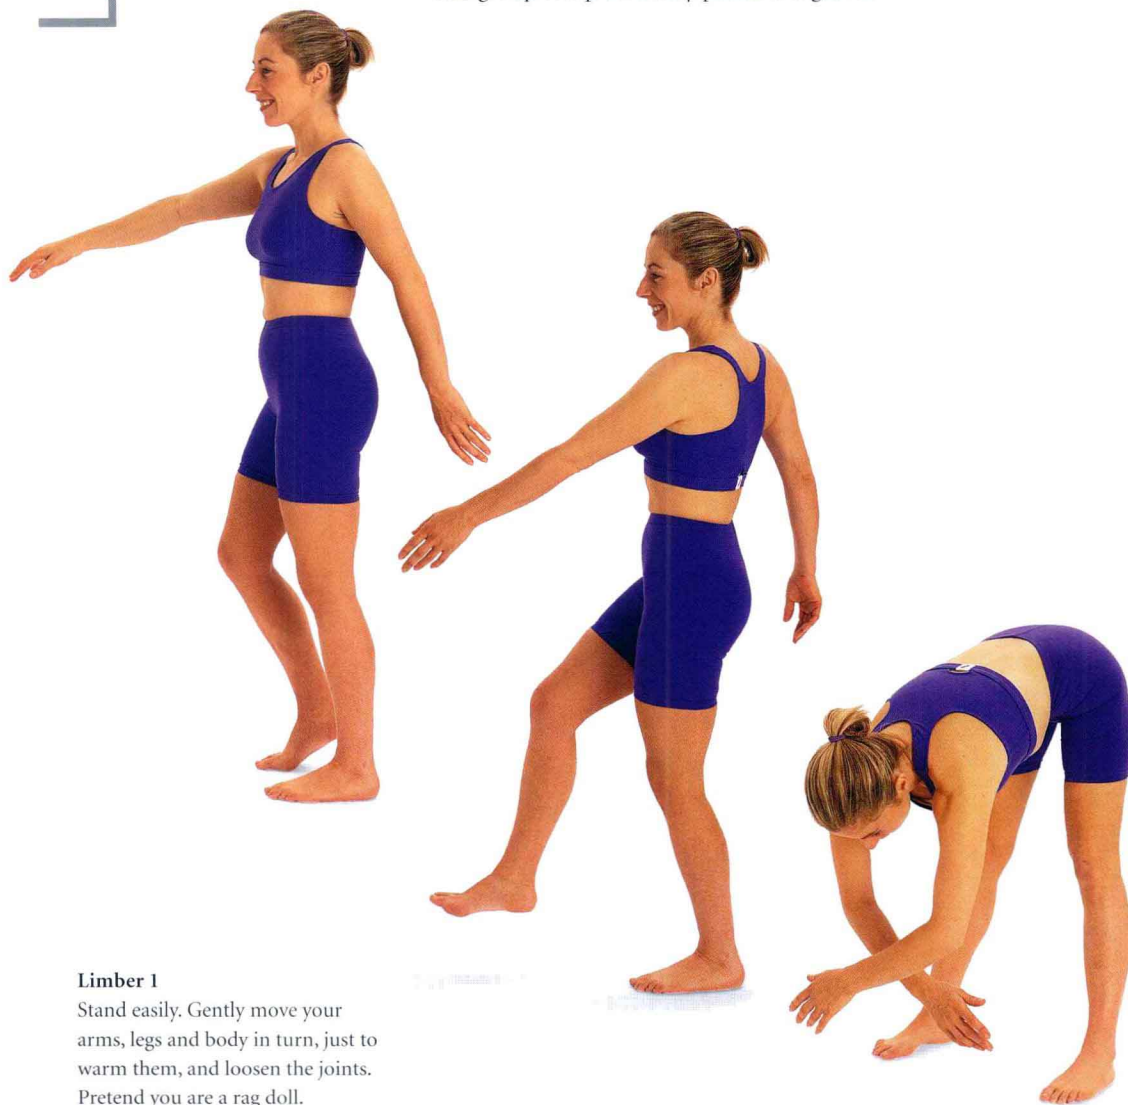 Limber 1
Stand easily. Gently move your
arms, legs and body in turn, just to
warm them, and loosen the joints.
Pretend you are a rag doll.